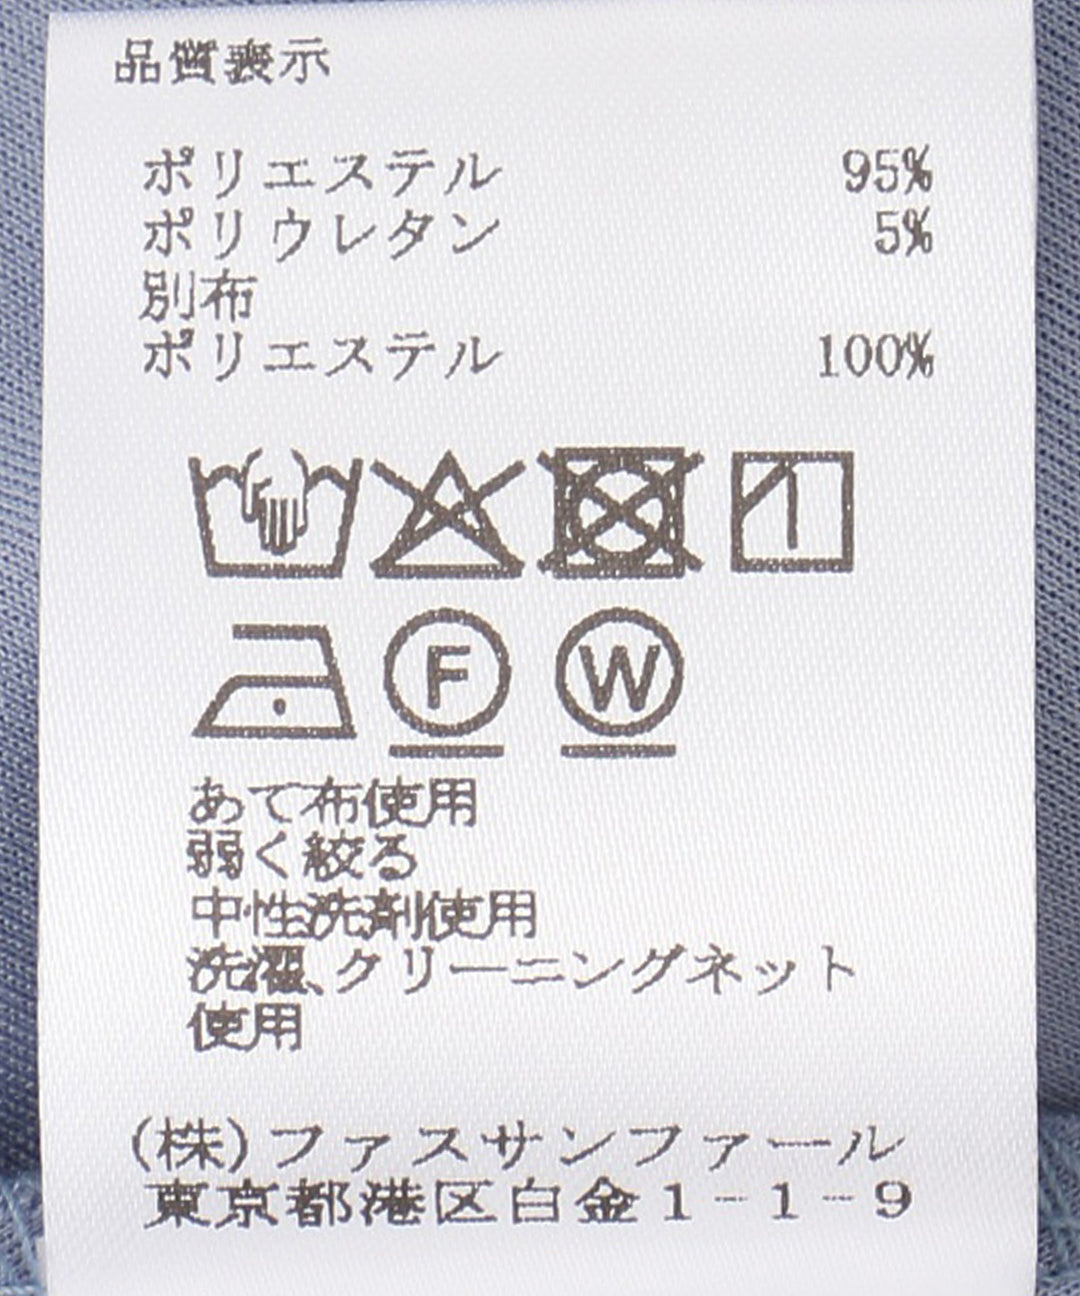 品質表示
ポリエステル 95%
ポリウレタン 5%
別布
ポリエステル 100%
F W
あて布使用
弱く絞る
中性洗剤使用
洗濯、クリーニングネット
使用
(株)ファスサンファール
東京都港区白金1-1-9